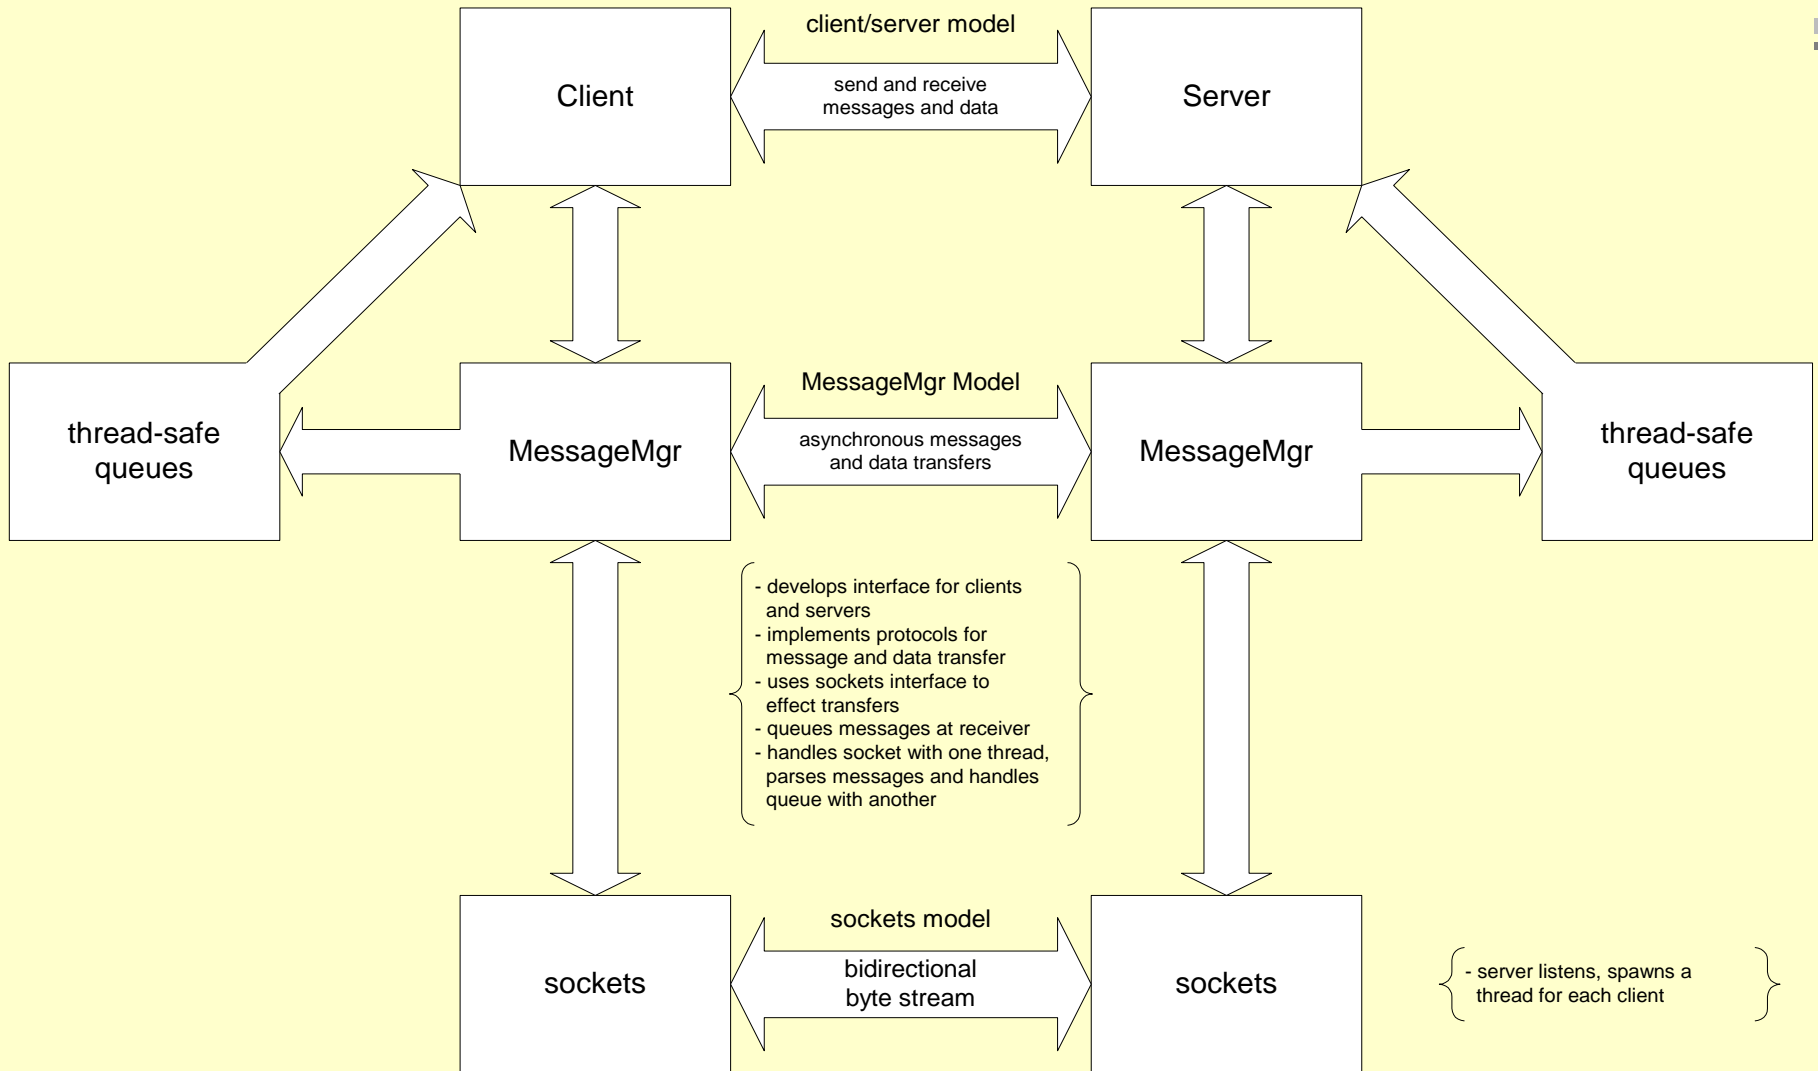 client/server model
Client
send and receive
messages and data
Server
thread-safe
queues
MessageMgr
MessageMgr Model
asynchronous messages
and data transfers
MessageMgr
thread-safe
queues
- develops interface for clients
and servers
- implements protocols for
message and data transfer
- uses sockets interface to
effect transfers
- queues messages at receiver
- handles socket with one thread,
parses messages and handles
queue with another
sockets
sockets model
bidirectional
byte stream
sockets
- server listens, spawns a
thread for each client